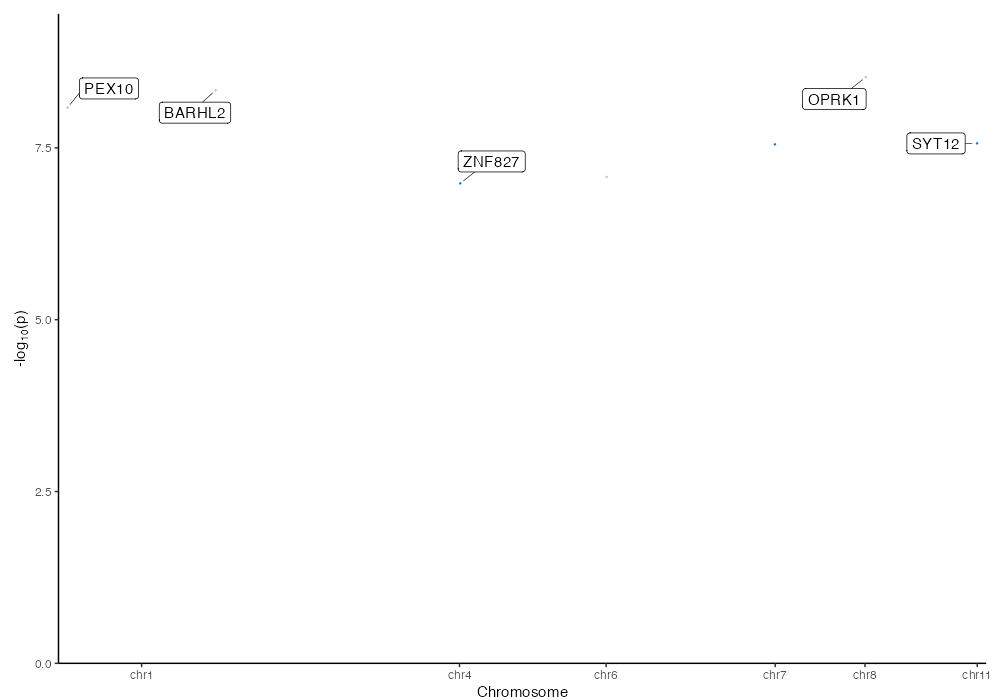 PEX10
BARHL2
OPRK1
7.5
ZNF827
SYT12
-log10(p)
5.0
2.5
0.0
chr1
chr4
chr6
chr7
chr8
chr11
Chromosome